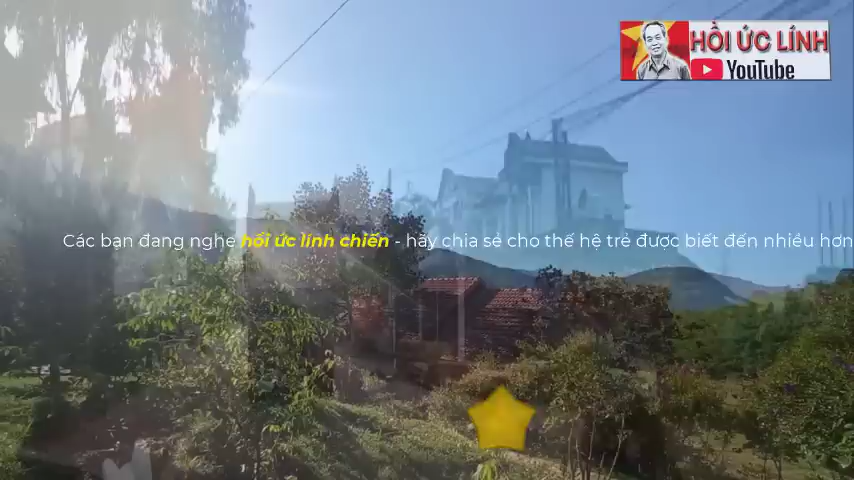 HỒI ỨC LÍNH
YouTube
Các bạn đang nghe hồi ức lính chiến - hãy chia sẻ cho thế hệ trẻ được biết đến nhiều hơn